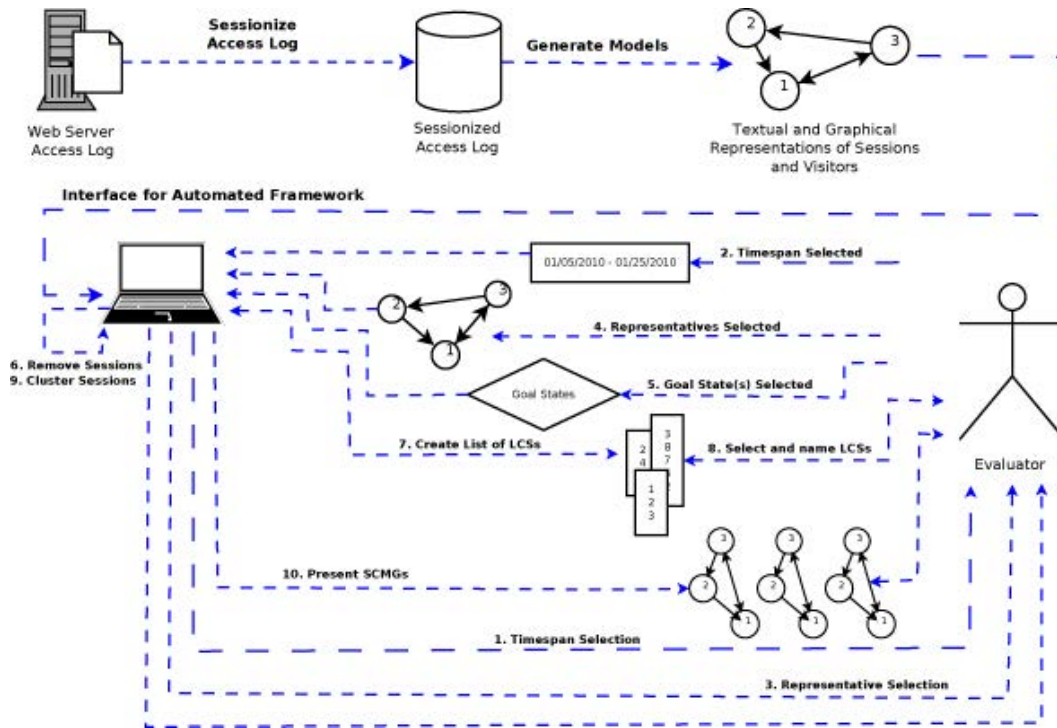 Sessionize
Access Log
Generate Models
2
3
1
Web Server
Access Log
Sessionized
Access Log
Textual and Graphical
Representations of Sessions
and Visitors
Interface for Automated Framework
01/05/2010 - 01/25/2010
2. Timespan Selected
2
3
1
4. Representatives Selected
6. Remove Sessions
9. Cluster Sessions
Goal States
5. Goal State(s) Selected
7. Create List of LCSs
2
4
3
8
7
1
2
3
8. Select and name LCSs
Evaluator
3
2
1
3
2
1
3
2
1
10. Present SCMGs
1. Timespan Selection
3. Representative Selection